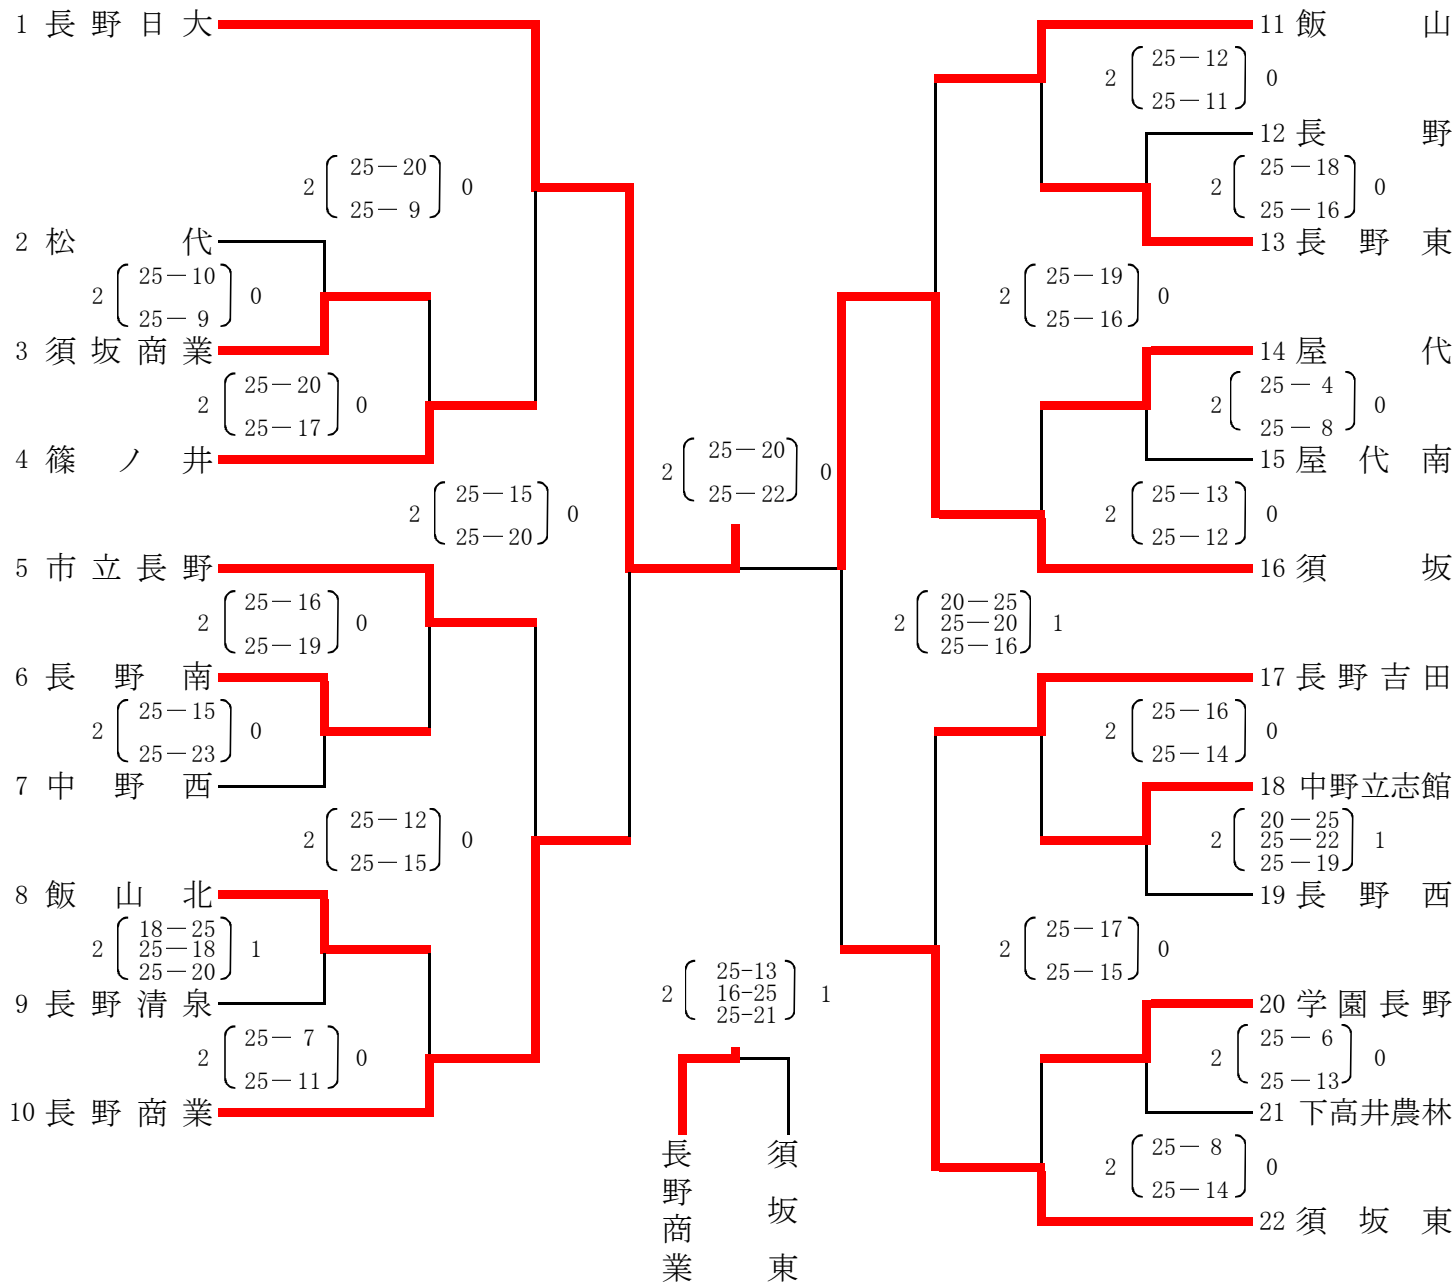 1 長野日大
2 ( 25－20 25－ 9 ) 0
2 松代
2 ( 25－10 25－ 9 ) 0
3 須坂商業
2 ( 25－20 25－17 ) 0
4 篠ノ井
2 ( 25－15 25－20 ) 0
5 市立長野
2 ( 25－16 25－19 ) 0
6 長野南
2 ( 25－15 25－23 ) 0
7 中野西
2 ( 25－12 25－15 ) 0
8 飯山北
2 ( 18－25 25－18 25－20 ) 1
9 長野清泉
2 ( 25－ 7 25－11 ) 0
10 長野商業
2 ( 25－20 25－22 ) 0
2 ( 25-13 16-25 25-21 ) 1
長野商業
須坂東
11 飯山
2 ( 25－12 25－11 ) 0
12 長野
2 ( 25－18 25－16 ) 0
13 長野東
2 ( 25－19 25－16 ) 0
14 屋代
2 ( 25－ 4 25－ 8 ) 0
15 屋代南
2 ( 25－13 25－12 ) 0
16 須坂
2 ( 20－25 25－20 25－16 ) 1
17 長野吉田
2 ( 25－16 25－14 ) 0
18 中野立志館
2 ( 20－25 25－22 25－19 ) 1
19 長野西
2 ( 25－17 25－15 ) 0
20 学園長野
2 ( 25－ 6 25－13 ) 0
21 下高井農林
2 ( 25－ 8 25－14 ) 0
22 須坂東